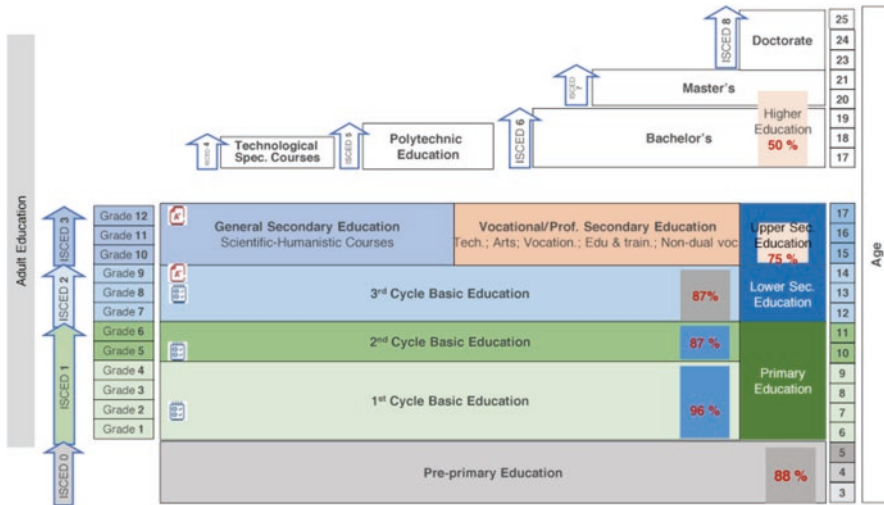 Adult Education
ISCED 8
Doctorate
25
24
23
ISCED 7
Master's
21
20
ISCED 6
Bachelor's
Higher
Education
50 %
19
18
17
ISCED 4
Technological
Spec. Courses
ISCED 5
Polytechnic
Education
Age
ISCED 3
Grade 12
Grade 11
Grade 10
General Secondary Education
Scientific-Humanistic Courses
Vocational/Prof. Secondary Education
Tech.; Arts; Vocation.; Edu & train.; Non-dual voc
Upper Sec.
Education
75 %
17
16
15
ISCED 2
Grade 9
Grade 8
Grade 7
3rd Cycle Basic Education
87%
Lower Sec.
Education
14
13
12
ISCED 1
Grade 6
Grade 5
2nd Cycle Basic Education
87 %
11
10
Grade 4
Grade 3
Grade 2
Grade 1
1st Cycle Basic Education
96 %
Primary
Education
9
8
7
6
ISCED 0
Pre-primary Education
88 %
5
4
3